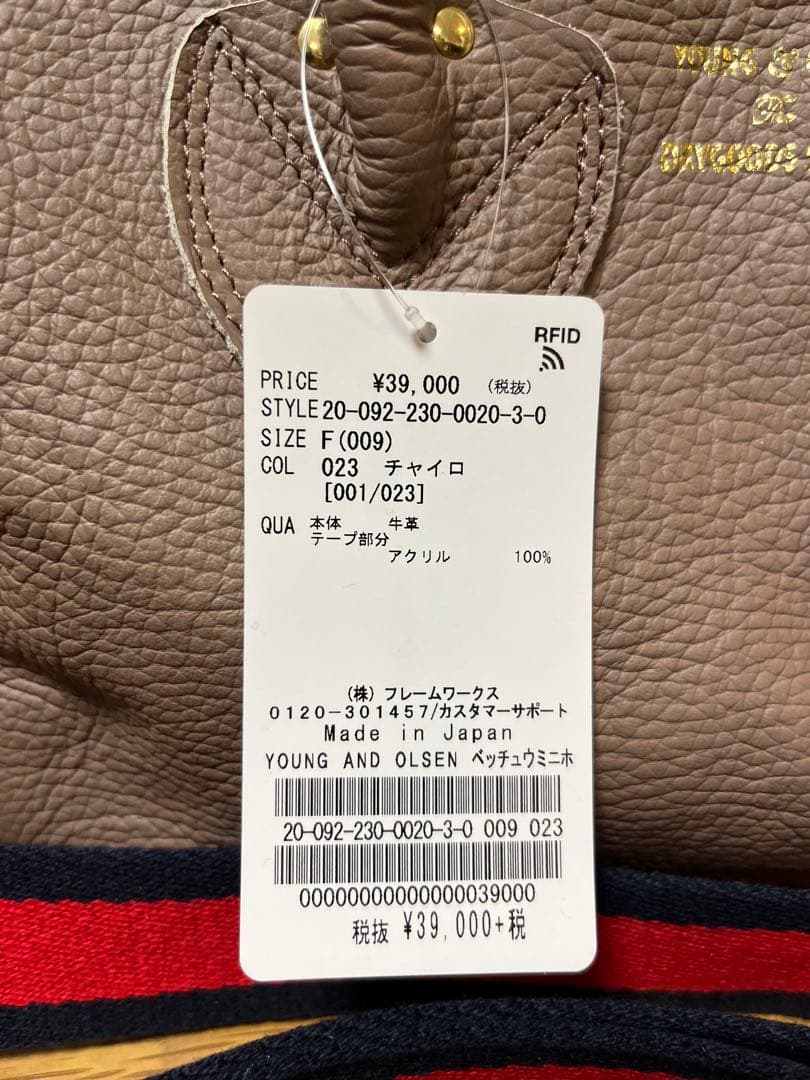 YOUNG &
DRYGOODS
RFID
PRICE ¥39,000 (税抜)
STYLE 20-092-230-0020-3-0
SIZE F(009)
COL 023 チャイロ
[001/023]
QUA 本体 牛革
テープ部分
アクリル 100%
(株) フレームワークス
0120-301457/カスタマーサポート
Made in Japan
YOUNG AND OLSEN ベッチュウミニホ
20-092-230-0020-3-0 009 023
00000000000000039000
税抜 ¥39,000+税